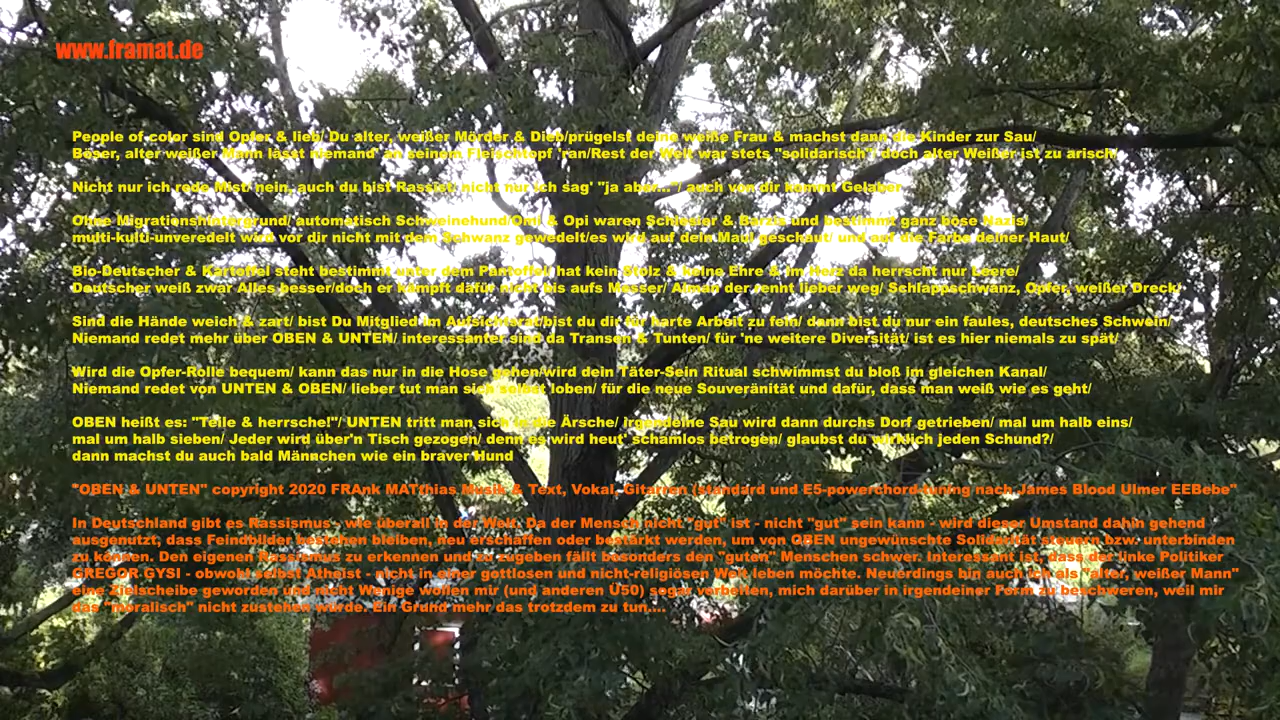 www.framat.de
People of color sind Opfer & lieb/ Du alter, weißer Mörder & Dieb/prügelst deine weiße Frau & machst dann die Kinder zur Sau/
Böser, alter weißer Mann lässt niemand' an seinem Fleischtopf 'ran/Rest der Welt war stets "solidarisch"/ doch alter Weißer ist zu arisch/
Nicht nur ich rede Mist/ nein, auch du bist Rassist/ nicht nur ich sag' "ja aber..."/ auch von dir kommt Gelaber
Ohne Migrationshintergrund/ automatisch Schweinehund/Omi & Opi waren Schlesier & und bestimmt ganz böse Nazis/
multi-kulti-unveredelt wird vor dir nicht mit dem Schwanz gewedelt/es wird auf dein Maul geschaut/ und auf die Farbe deiner Haut/
Bio-Deutscher & Kartoffel steht bestimmt unter dem Pantoffel/ hat kein Stolz & keine Ehre & im Herz da herrscht nur Leere/
Deutscher weiß zwar Alles besser/doch er kämpft dafür nicht bis aufs Messer/ Alman der rennt lieber weg/ Schlappschwanz, Opfer, weißer Dreck/
Sind die Hände weich & zart/ bist Du Mitglied im Aufsichtsrat/bist du dir für harte Arbeit zu fein/ dann bist du nur ein faules, deutsches Schwein/
Niemand redet mehr über OBEN & UNTEN/ interessanter sind da Transen & Tunten/ für 'ne weitere Diversität/ ist es hier niemals zu spät/
Wird die Opfer-Rolle bequem/ kann das nur in die Hose gehen/wird dein Täter-Sein Ritual schwimmst du bloß im gleichen Kanal/
Niemand redet von UNTEN & OBEN/ lieber tut man sich selbst loben/ für die neue Souveränität und dafür, dass man weiß wie es geht/
OBEN heißt es: "Teile & herrsche!"/ UNTEN tritt man sich in die Ärsche/ irgendeine Sau wird dann durchs Dorf getrieben/ mal um halb eins/
mal um halb sieben/ Jeder wird über'n Tisch gezogen/ denn es wird heut' schamlos betrogen/ glaubst du wirklich jeden Schund?/
dann machst du auch bald Männchen wie ein braver Hund
"OBEN & UNTEN" copyright 2020 FRAnk MATthias Musik & Text, Vokal, Gitarren (standard und E5-powerchord-tuning nach James Blood Ulmer EEBebe"
In Deutschland gibt es Rassismus - wie überall in der Welt. Da der Mensch nicht "gut" ist - nicht "gut" sein kann - wird dieser Umstand dahin gehend
ausgenutzt, dass Feindbilder bestehen bleiben, neu erschaffen oder bestärkt werden, um von OBEN ungewünschte Solidarität steuern bzw. unterbinden
zu können. Den eigenen Rassismus zu erkennen und zu zugeben fällt besonders den "guten" Menschen schwer. Interessant ist, dass der linke Politiker
GREGOR GYSI - obwohl selbst Atheist - nicht in einer gottlosen und nicht-religiösen Welt leben möchte. Neuerdings bin auch ich als "alter, weißer Mann"
eine Zielscheibe geworden und nicht Wenige wollen mir (und anderen Ü50) sogar verbeiten, mich darüber in irgendeiner Form zu beschweren, weil mir
das "moralisch" nicht zustehen würde. Ein Grund mehr das trotzdem zu tun....